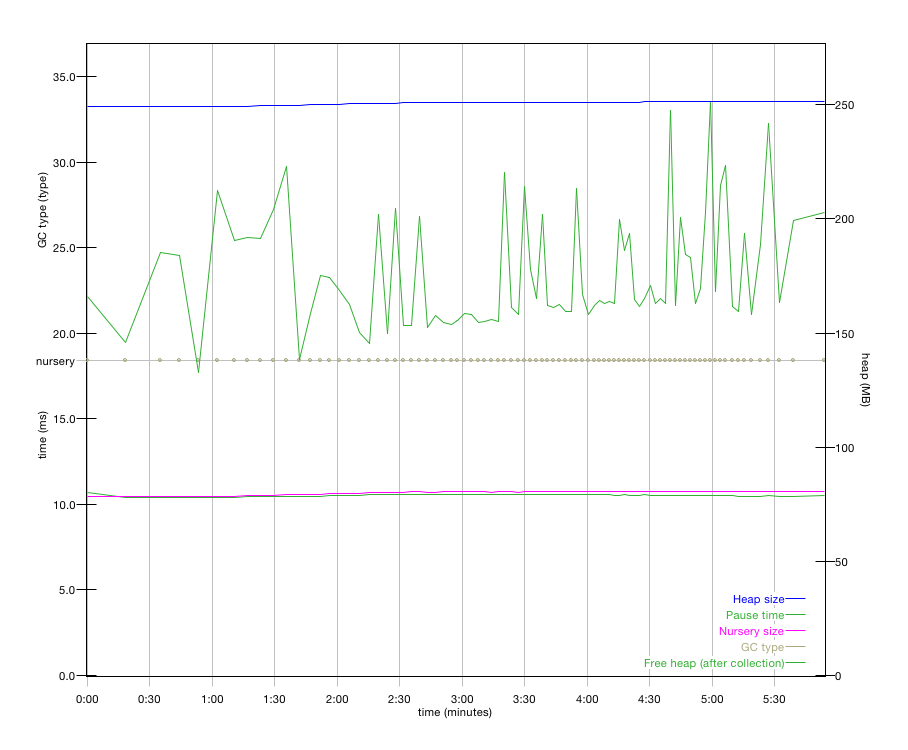 35.0
250
30.0
GC type (type)
200
25.0
20.0
150
nursery
heap (MB)
time (ms)
15.0
100
10.0
50
5.0
Heap size
Pause time
Nursery size
GC type
Free heap (after collection)
0.0
0
0:00 0:30 1:00 1:30 2:00 2:30 3:00 3:30 4:00 4:30 5:00 5:30
time (minutes)